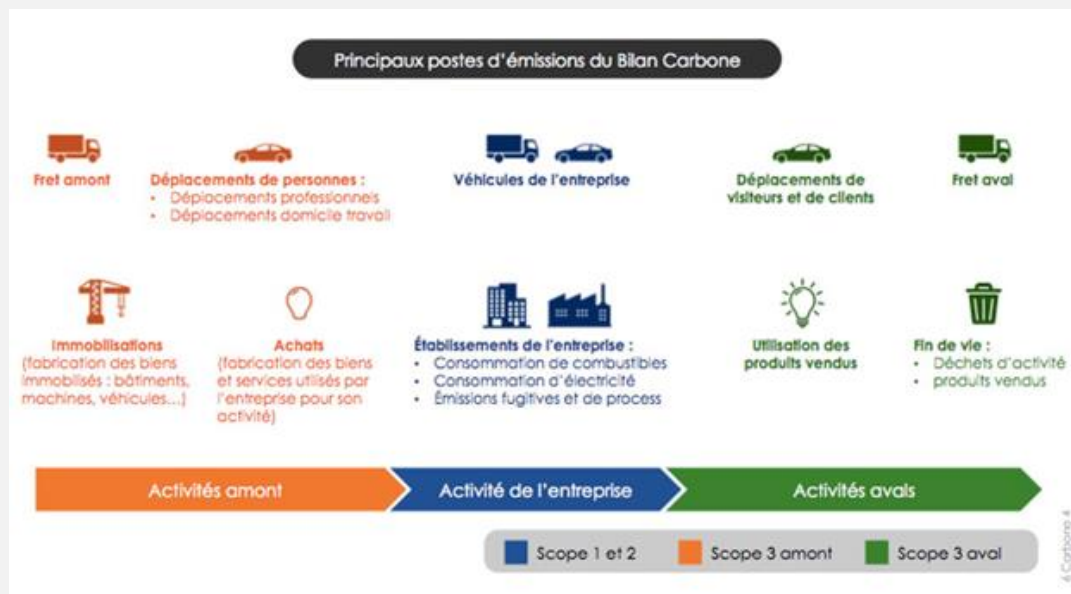 Principaux postes d'émissions du Bilan Carbone
Fret amont
Déplacements de personnes :
• Déplacements professionnels
• Déplacements domicile travail
Véhicules de l'entreprise
Déplacements de
visiteurs et de clients
Fret aval
Immobilisations
(fabrication des biens
immobilisés : bâtiments,
machines, véhicules...)
Achats
(fabrication des biens
et services utilisés par
l'entreprise pour son
activité)
Établissements de l'entreprise :
• Consommation de combustibles
• Consommation d'électricité
• Émissions fugitives et de process
Utilisation des
produits vendus
Fin de vie :
• Déchets d'activité
• produits vendus
Activités amont
Activité de l'entreprise
Activités avals
Scope 1 et 2
Scope 3 amont
Scope 3 aval
Carbone 4